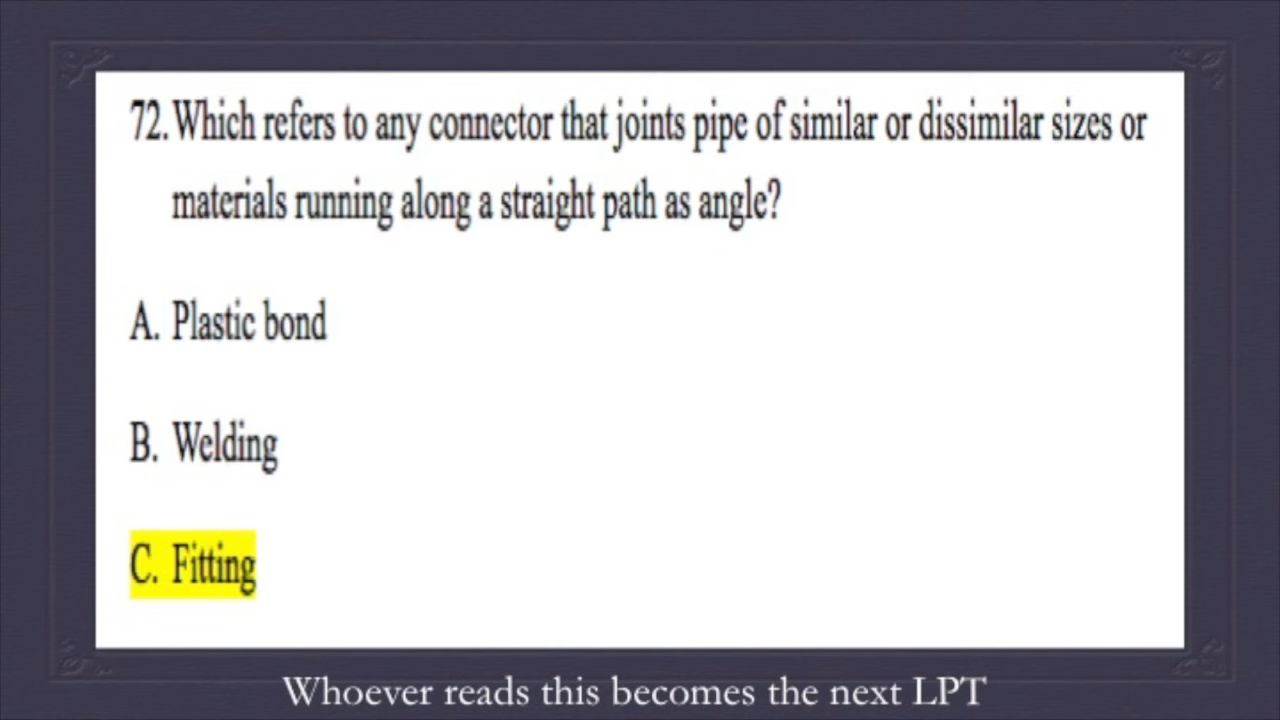 72. Which refers to any connector that joints pipe of similar or dissimilar sizes or
materials running along a straight path as angle?
A. Plastic bond
B. Welding
C. Fitting
Whoever reads this becomes the next LPT